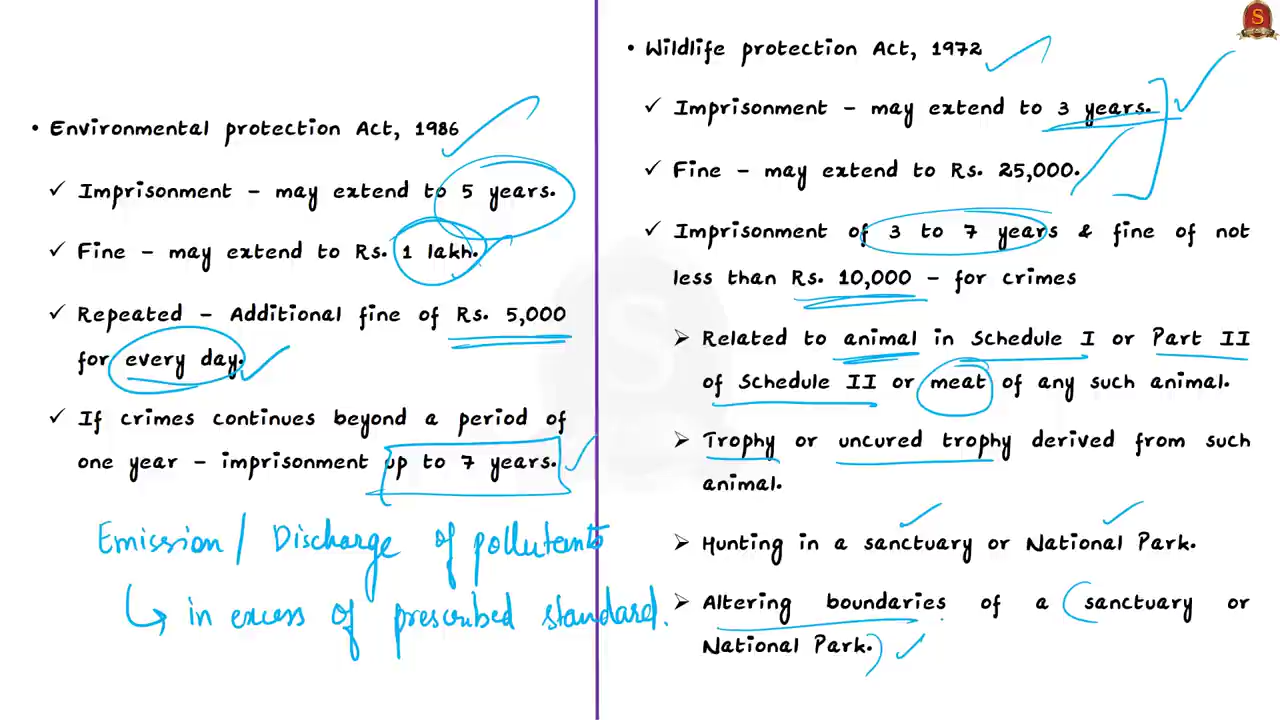 • Environmental protection Act, 1986
✓ Imprisonment - may extend to 5 years.
✓ Fine - may extend to Rs. 1 lakh.
✓ Repeated - Additional fine of Rs. 5,000
for every day.
✓ If crimes continues beyond a period of
one year - imprisonment up to 7 years.
Emission / Discharge of pollutants
↳ in excess of prescribed standard.
• Wildlife protection Act, 1972
✓ Imprisonment - may extend to 3 years.
✓ Fine - may extend to Rs. 25,000.
✓ Imprisonment of 3 to 7 years & fine of not
less than Rs. 10,000 - for crimes
➢ Related to animal in Schedule I or Part II
of Schedule II or meat of any such animal.
➢ Trophy or uncured trophy derived from such
animal.
➢ Hunting in a sanctuary or National Park.
➢ Altering boundaries of a sanctuary or
National Park.
S